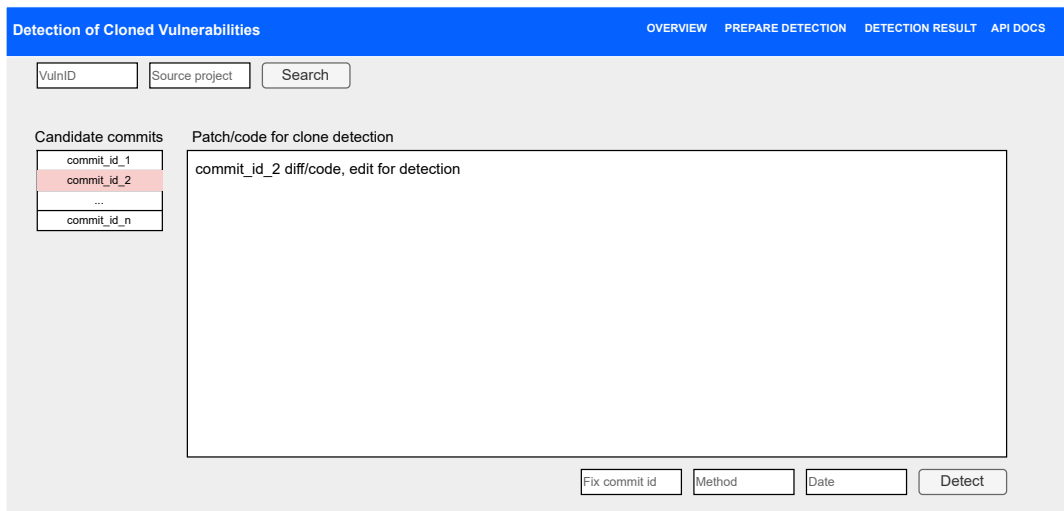 Detection of Cloned Vulnerabilities OVERVIEW PREPARE DETECTION DETECTION RESULT API DOCS
VulnID Source project Search
Candidate commits Patch/code for clone detection
commit_id_1
commit_id_2 diff/code, edit for detection
commit_id_2
...
commit_id_n
Fix commit id Method Date Detect